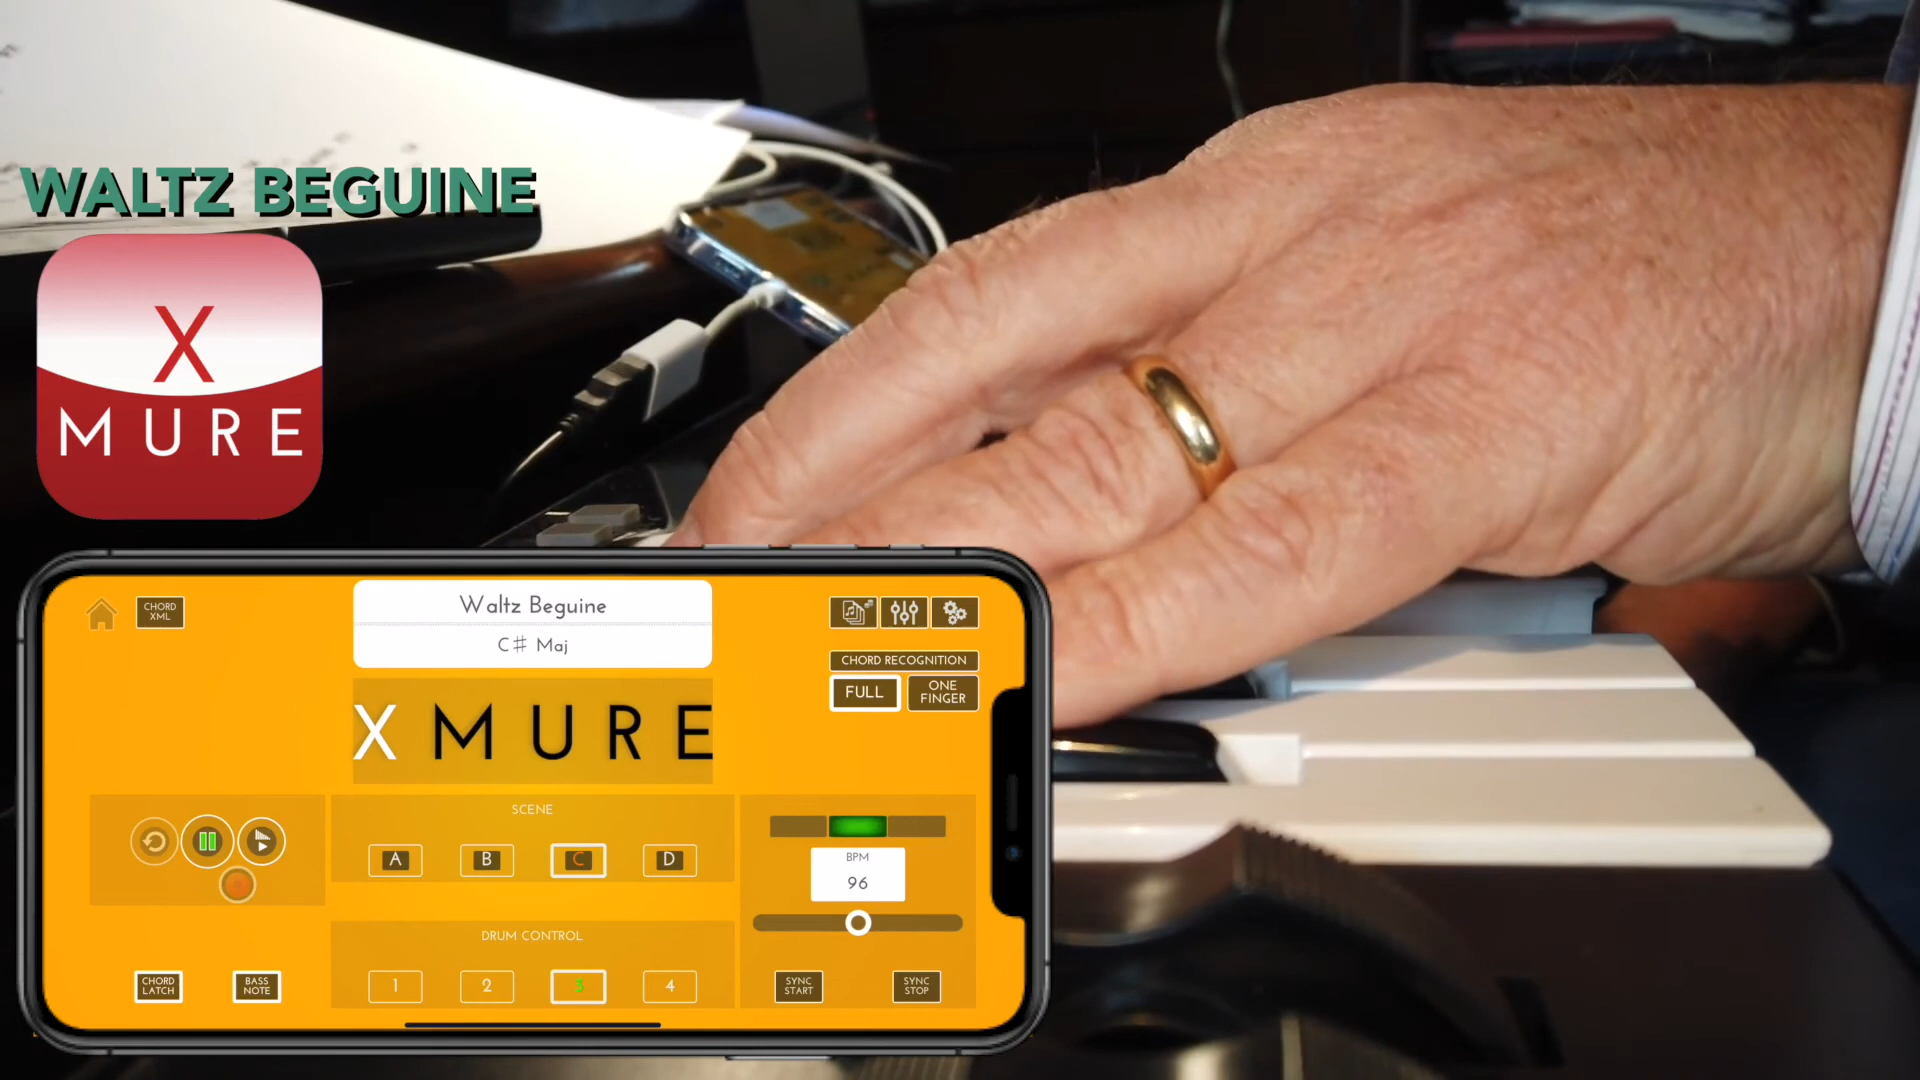 WALTZ BEGUINE
X
MURE
CHORD
XML
Waltz Beguine
C♯ Maj
CHORD RECOGNITION
FULL
ONE
FINGER
X MURE
SCENE
A B C D
BPM
96
DRUM CONTROL
1 2 3 4
CHORD
LATCH
BASS
NOTE
SYNC
START
SYNC
STOP